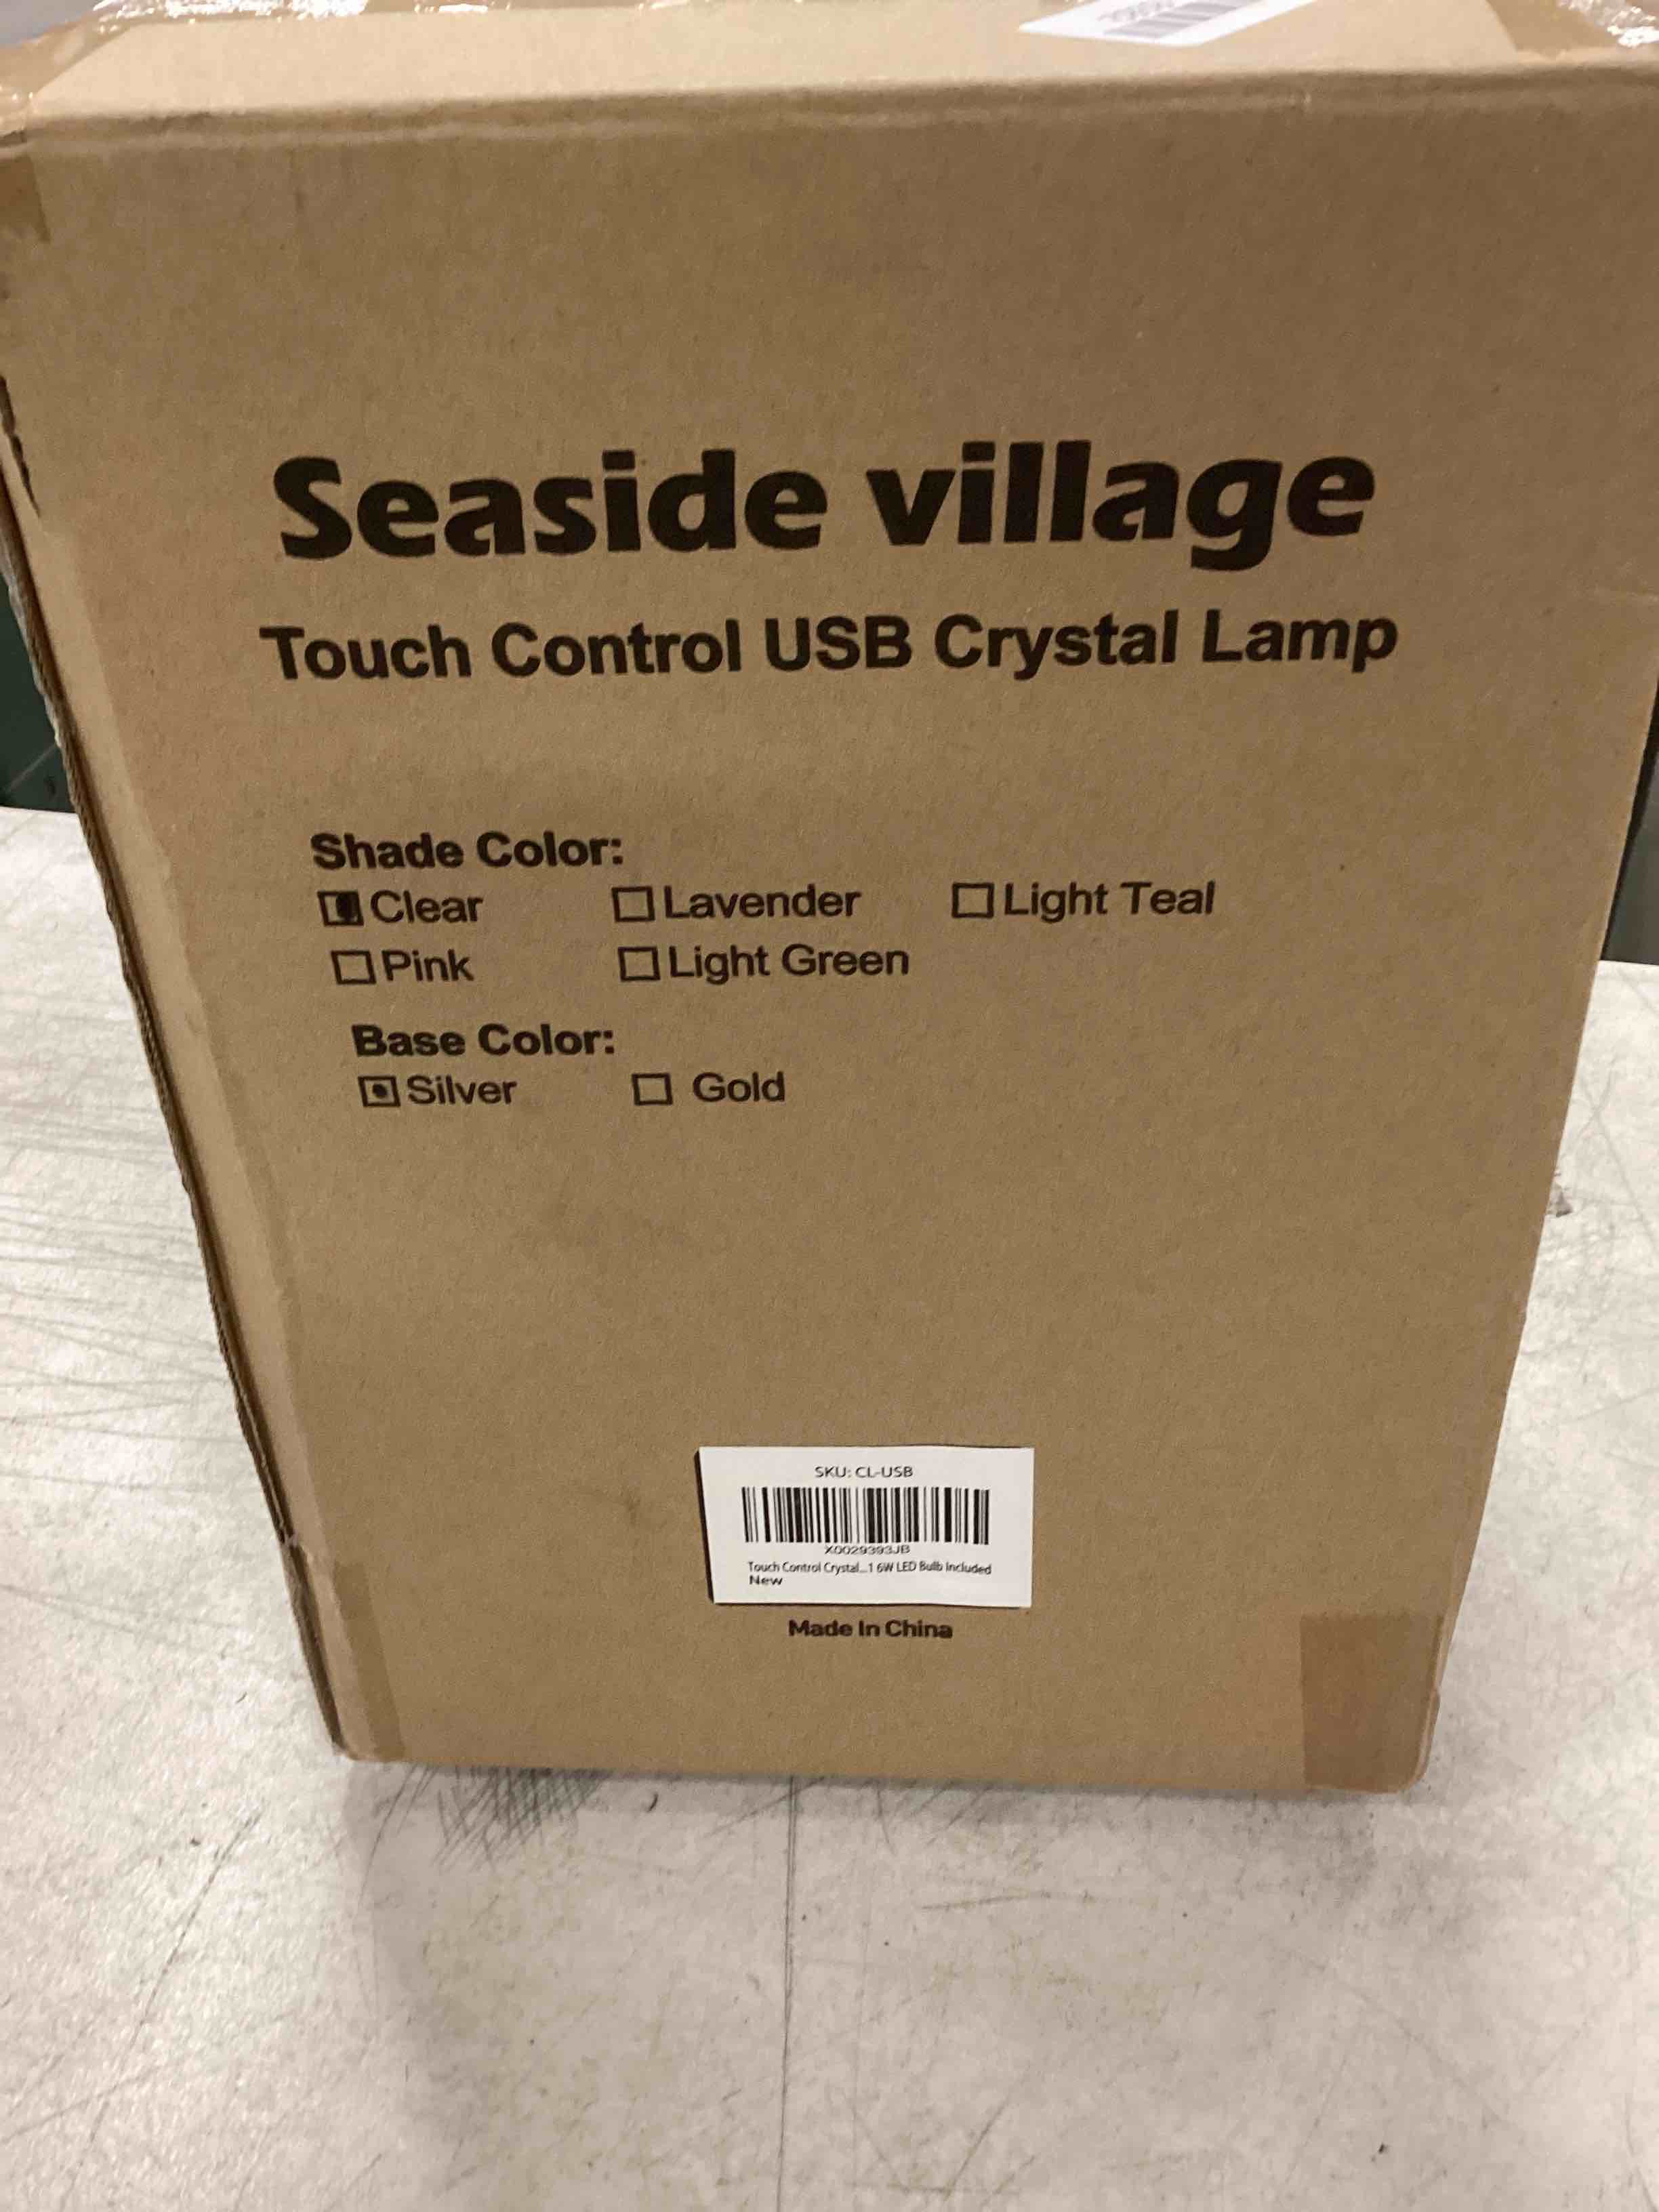 Seaside village
Touch Control USB Crystal Lamp
Shade Color:
Clear Lavender Light Teal
Pink Light Green
Base Color:
Silver Gold
SKU: CL-USB
X0029393JB
Touch Control Crystal...1 6W LED Bulb Included
New
Made In China